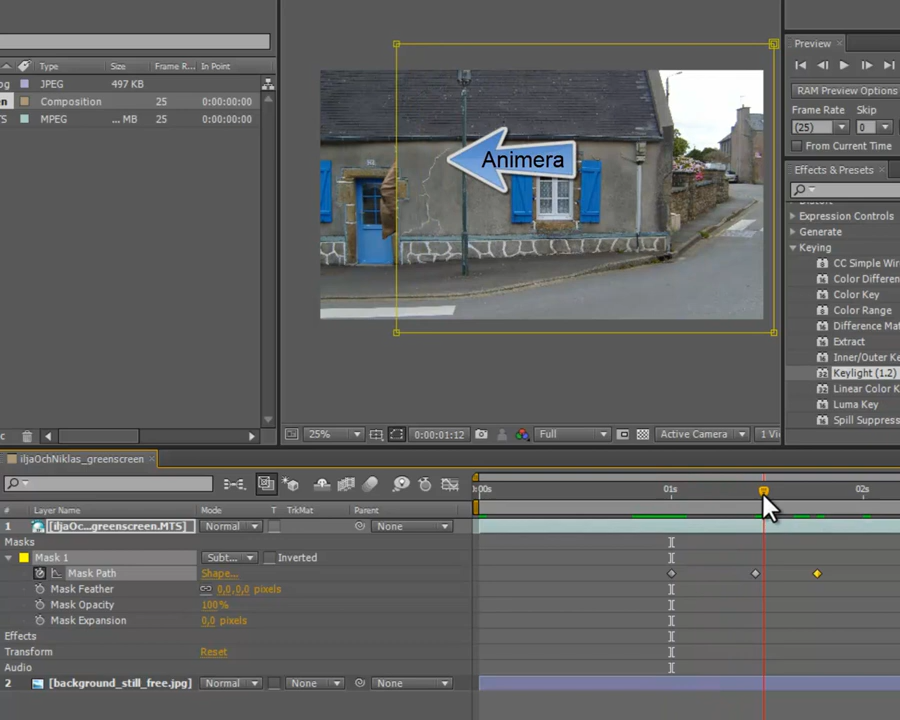 Type Size Frame R... In Point
og JPEG 497 KB
en Composition 25 0:00:00:00
TS MPEG ... MB 25 0:00:00:00
Animera
Preview ×
RAM Preview Options
Frame Rate Skip
(25) 0
From Current Time
Effects & Presets ×
Expression Controls
Generate
Keying
CC Simple Wir
Color Differen
Color Key
Color Range
Difference Mat
Extract
Inner/Outer Ke
Keylight (1.2)
Linear Color K
Luma Key
Spill Suppress
c 25% 0:00:01:12 Full Active Camera 1 Vi
iljaOchNiklas_greenscreen ×
:00s 01s 02s
# Layer Name Mode T TrkMat Parent
1 [iljaOc...greenscreen.MTS] Normal None
Masks
Mask 1 Subt... Inverted
Mask Path Shape...
Mask Feather 0,0,0,0 pixels
Mask Opacity 100%
Mask Expansion 0,0 pixels
Effects
Transform Reset
Audio
2 [background_still_free.jpg] Normal None None